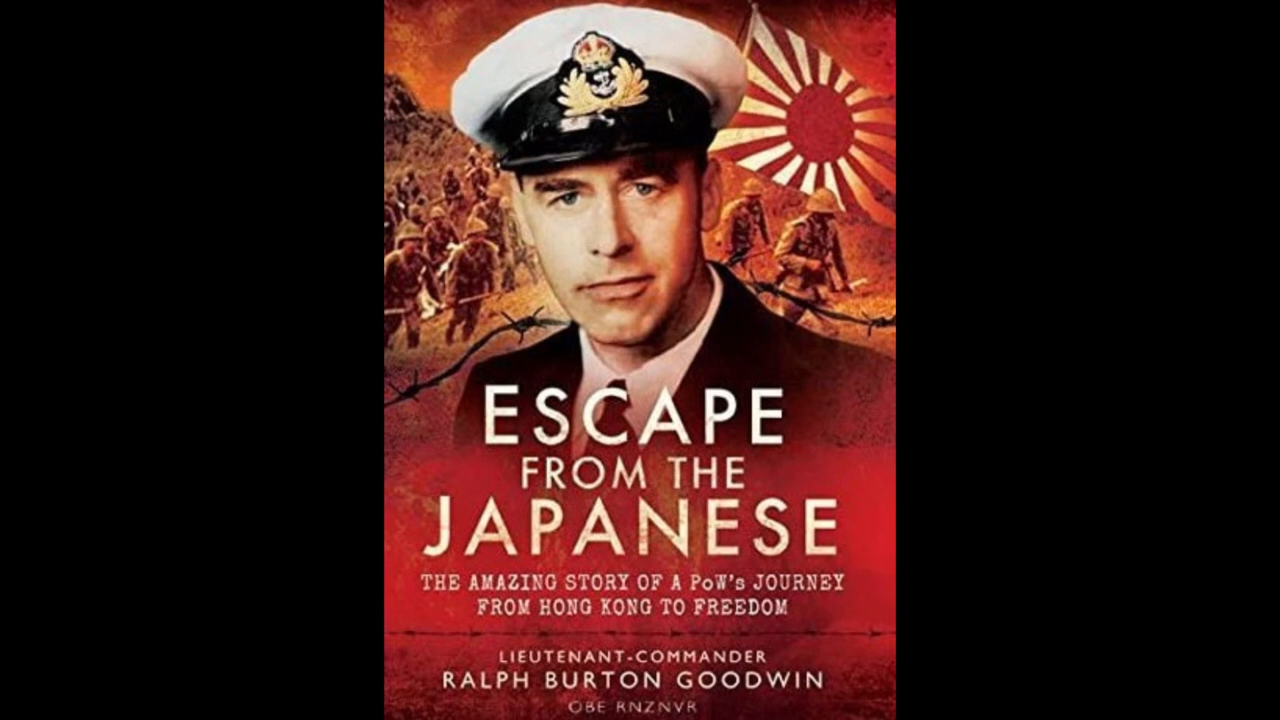 ESCAPE
FROM THE
JAPANESE
THE AMAZING STORY OF A PoW's JOURNEY
FROM HONG KONG TO FREEDOM
LIEUTENANT-COMMANDER
RALPH BURTON GOODWIN
OBE RNZNVR